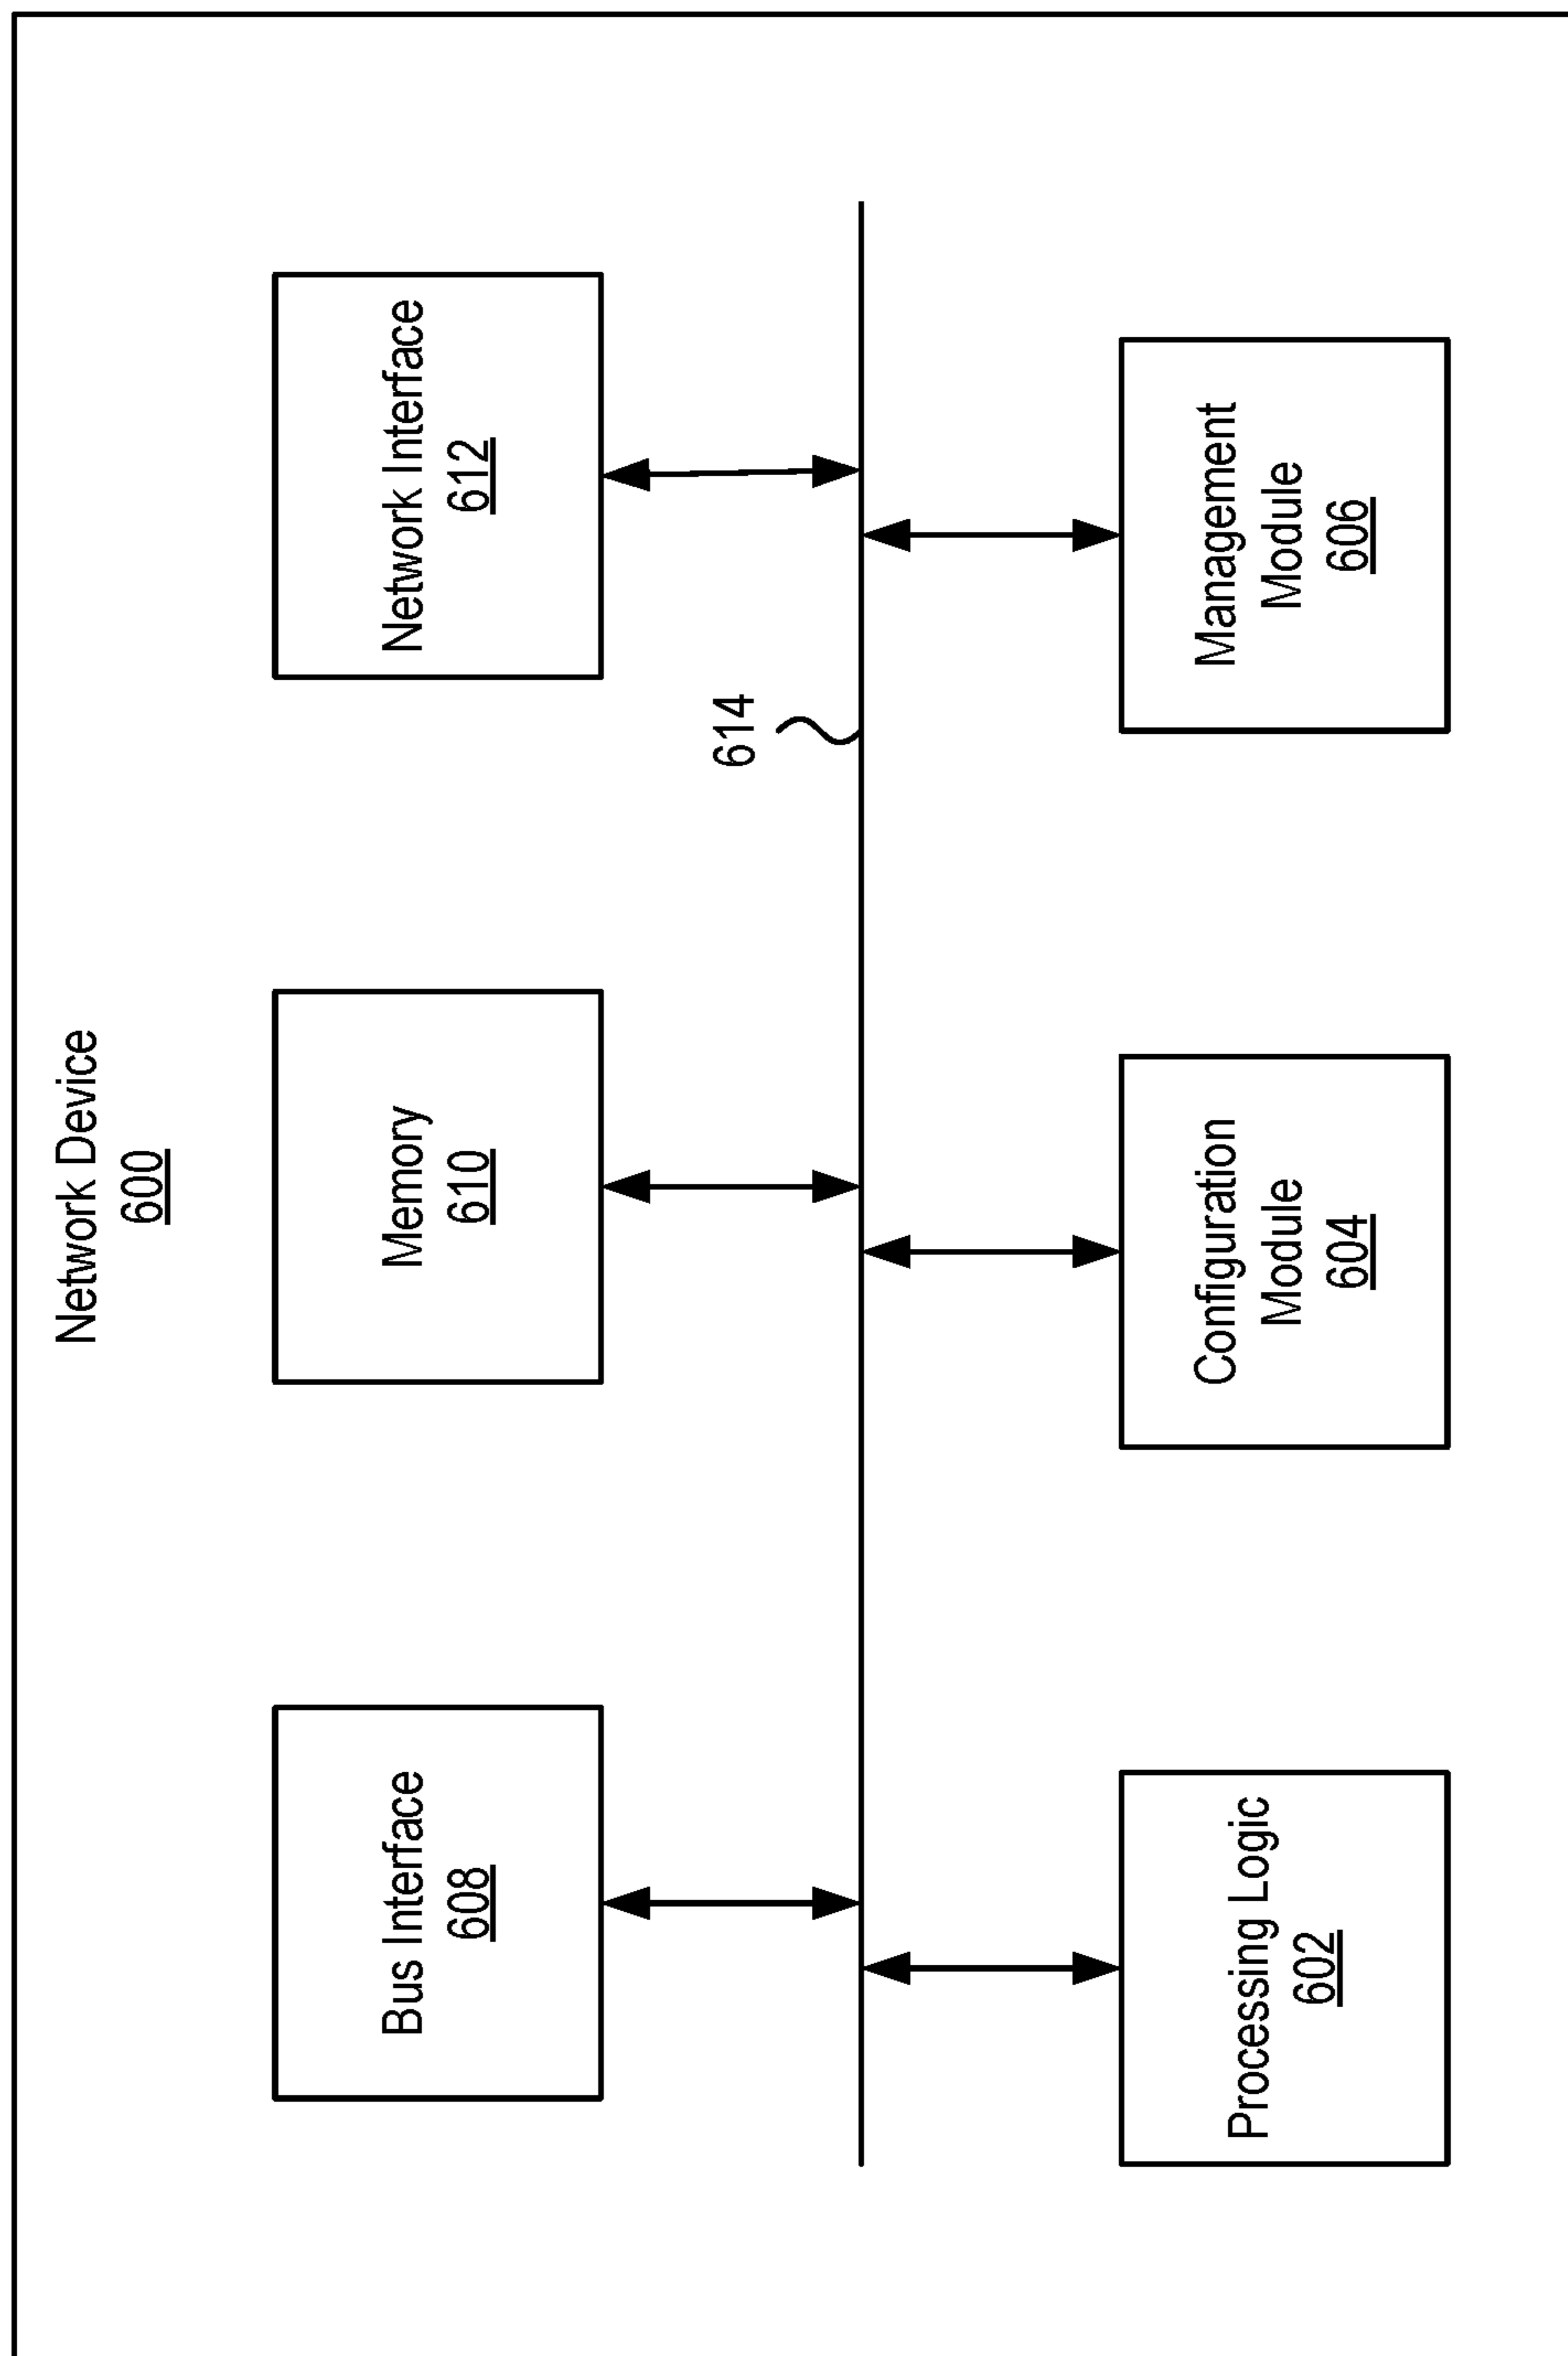 Network Device
600
Bus Interface
608
Memory
610
Network Interface
612
614
Processing Logic
602
Configuration
Module
604
Management
Module
606